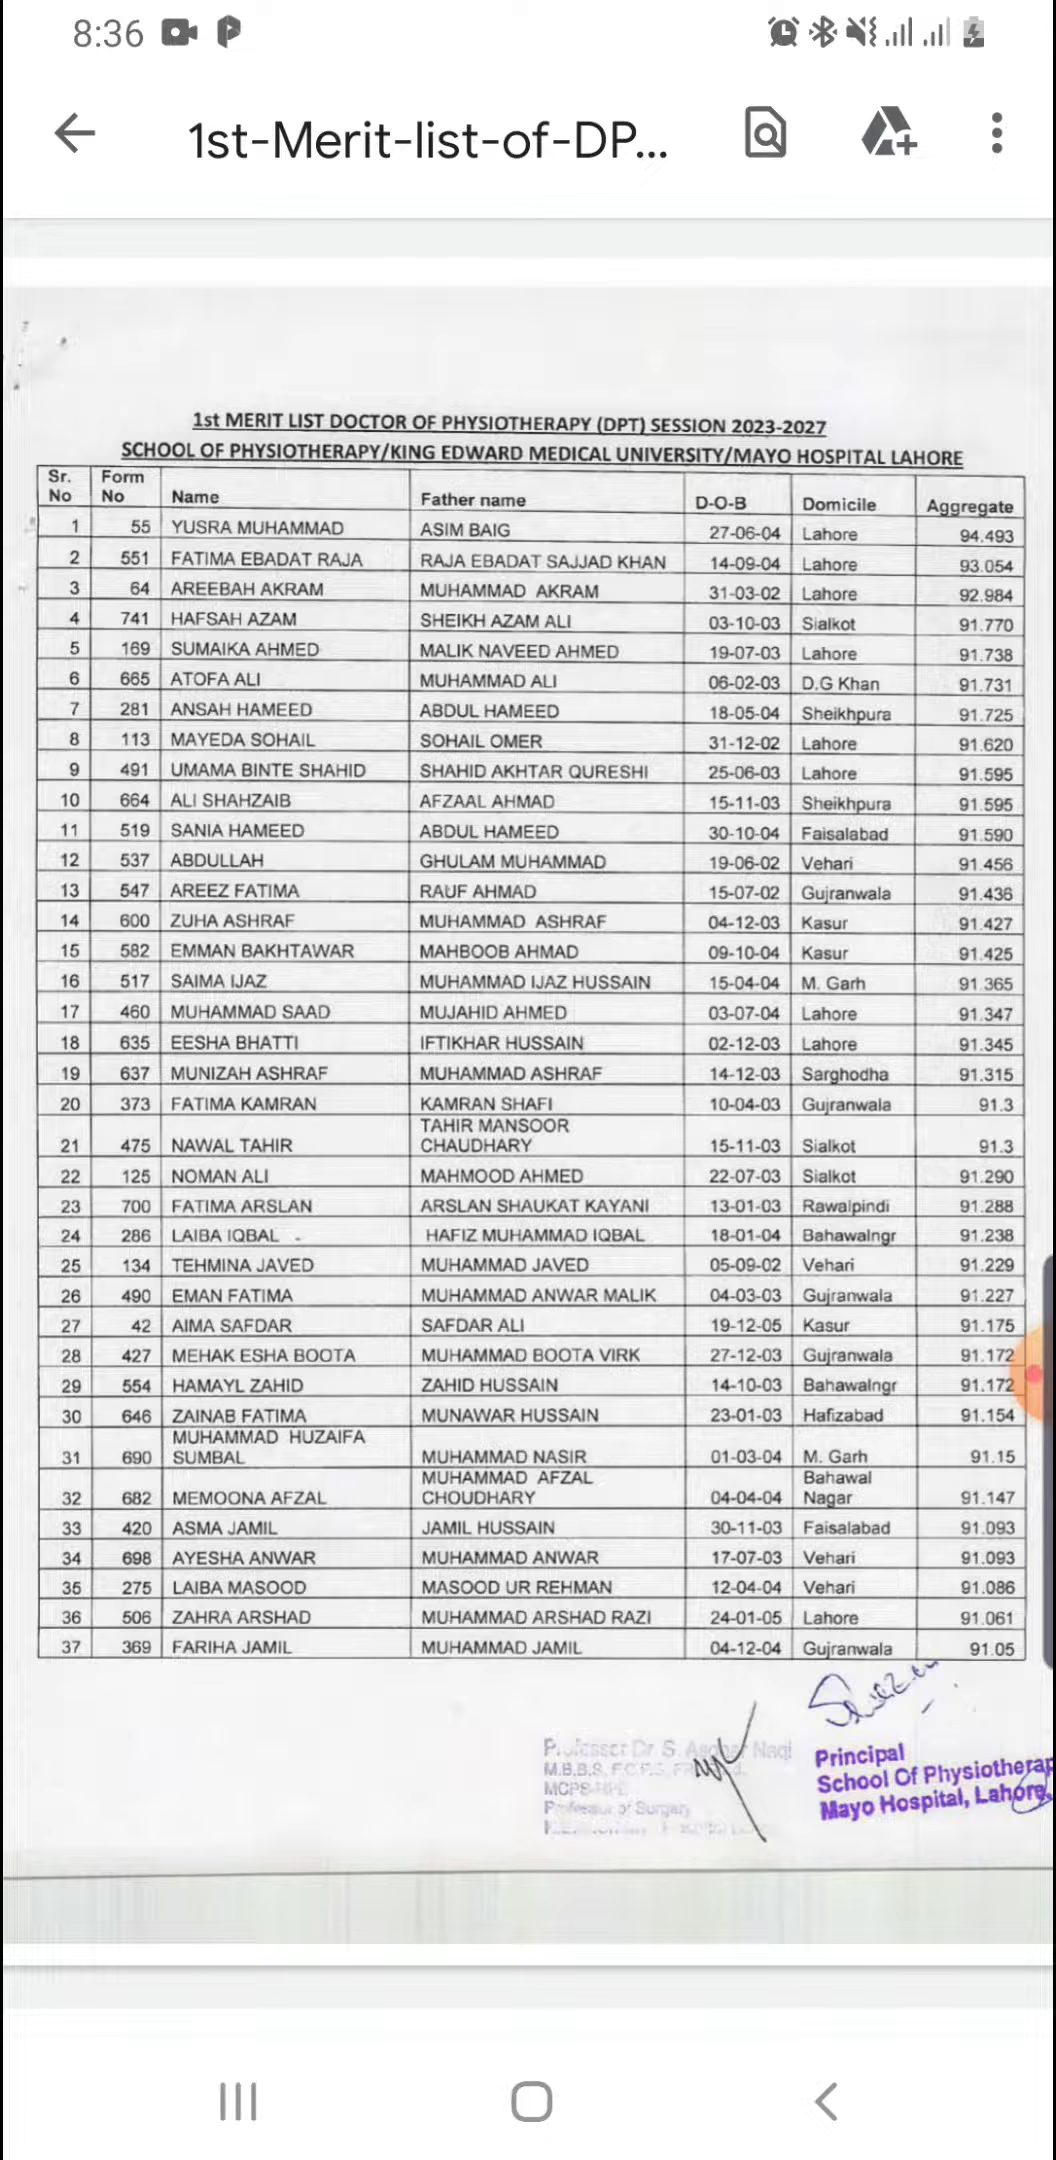 8:36
1st-Merit-list-of-DP...
1st MERIT LIST DOCTOR OF PHYSIOTHERAPY (DPT) SESSION 2023-2027
SCHOOL OF PHYSIOTHERAPY/KING EDWARD MEDICAL UNIVERSITY/MAYO HOSPITAL LAHORE
Sr. No Form No Name Father name D-O-B Domicile Aggregate
1 55 YUSRA MUHAMMAD ASIM BAIG 27-06-04 Lahore 94.493
2 551 FATIMA EBADAT RAJA RAJA EBADAT SAJJAD KHAN 14-09-04 Lahore 93.054
3 64 AREEBAH AKRAM MUHAMMAD AKRAM 31-03-02 Lahore 92.984
4 741 HAFSAH AZAM SHEIKH AZAM ALI 03-10-03 Sialkot 91.770
5 169 SUMAIKA AHMED MALIK NAVEED AHMED 19-07-03 Lahore 91.738
6 665 ATOFA ALI MUHAMMAD ALI 06-02-03 D.G Khan 91.731
7 281 ANSAH HAMEED ABDUL HAMEED 18-05-04 Sheikhpura 91.725
8 113 MAYEDA SOHAIL SOHAIL OMER 31-12-02 Lahore 91.620
9 491 UMAMA BINTE SHAHID SHAHID AKHTAR QURESHI 25-06-03 Lahore 91.595
10 664 ALI SHAHZAIB AFZAAL AHMAD 15-11-03 Sheikhpura 91.595
11 519 SANIA HAMEED ABDUL HAMEED 30-10-04 Faisalabad 91.590
12 537 ABDULLAH GHULAM MUHAMMAD 19-06-02 Vehari 91.456
13 547 AREEZ FATIMA RAUF AHMAD 15-07-02 Gujranwala 91.436
14 600 ZUHA ASHRAF MUHAMMAD ASHRAF 04-12-03 Kasur 91.427
15 582 EMMAN BAKHTAWAR MAHBOOB AHMAD 09-10-04 Kasur 91.425
16 517 SAIMA IJAZ MUHAMMAD IJAZ HUSSAIN 15-04-04 M. Garh 91.365
17 460 MUHAMMAD SAAD MUJAHID AHMED 03-07-04 Lahore 91.347
18 635 EESHA BHATTI IFTIKHAR HUSSAIN 02-12-03 Lahore 91.345
19 637 MUNIZAH ASHRAF MUHAMMAD ASHRAF 14-12-03 Sarghodha 91.315
20 373 FATIMA KAMRAN KAMRAN SHAFI 10-04-03 Gujranwala 91.3
21 475 NAWAL TAHIR TAHIR MANSOOR CHAUDHARY 15-11-03 Sialkot 91.3
22 125 NOMAN ALI MAHMOOD AHMED 22-07-03 Sialkot 91.290
23 700 FATIMA ARSLAN ARSLAN SHAUKAT KAYANI 13-01-03 Rawalpindi 91.288
24 286 LAIBA IQBAL HAFIZ MUHAMMAD IQBAL 18-01-04 Bahawalngr 91.238
25 134 TEHMINA JAVED MUHAMMAD JAVED 05-09-02 Vehari 91.229
26 490 EMAN FATIMA MUHAMMAD ANWAR MALIK 04-03-03 Gujranwala 91.227
27 42 AIMA SAFDAR SAFDAR ALI 19-12-05 Kasur 91.175
28 427 MEHAK ESHA BOOTA MUHAMMAD BOOTA VIRK 27-12-03 Gujranwala 91.172
29 554 HAMAYL ZAHID ZAHID HUSSAIN 14-10-03 Bahawalngr 91.172
30 646 ZAINAB FATIMA MUNAWAR HUSSAIN 23-01-03 Hafizabad 91.154
31 690 MUHAMMAD HUZAIFA SUMBAL MUHAMMAD NASIR 01-03-04 M. Garh 91.15
32 682 MEMOONA AFZAL MUHAMMAD AFZAL CHOUDHARY 04-04-04 Bahawal Nagar 91.147
33 420 ASMA JAMIL JAMIL HUSSAIN 30-11-03 Faisalabad 91.093
34 698 AYESHA ANWAR MUHAMMAD ANWAR 17-07-03 Vehari 91.093
35 275 LAIBA MASOOD MASOOD UR REHMAN 12-04-04 Vehari 91.086
36 506 ZAHRA ARSHAD MUHAMMAD ARSHAD RAZI 24-01-05 Lahore 91.061
37 369 FARIHA JAMIL MUHAMMAD JAMIL 04-12-04 Gujranwala 91.05
Professor Dr. S. Asghar Naqi
M.B.B.S, F.C.P.S,
MCPS
Professor of Surgery
Principal
School Of Physiotherap
Mayo Hospital, Lahore.